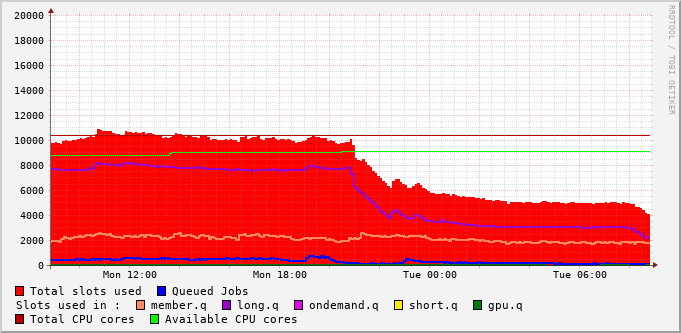 20000
18000
16000
14000
12000
10000
8000
6000
4000
2000
0
Mon 12:00 Mon 18:00 Tue 00:00 Tue 06:00
Total slots used Queued Jobs
Slots used in : member.q long.q ondemand.q short.q gpu.q
Total CPU cores Available CPU cores
RRDTOOL / TOBI OETIKER